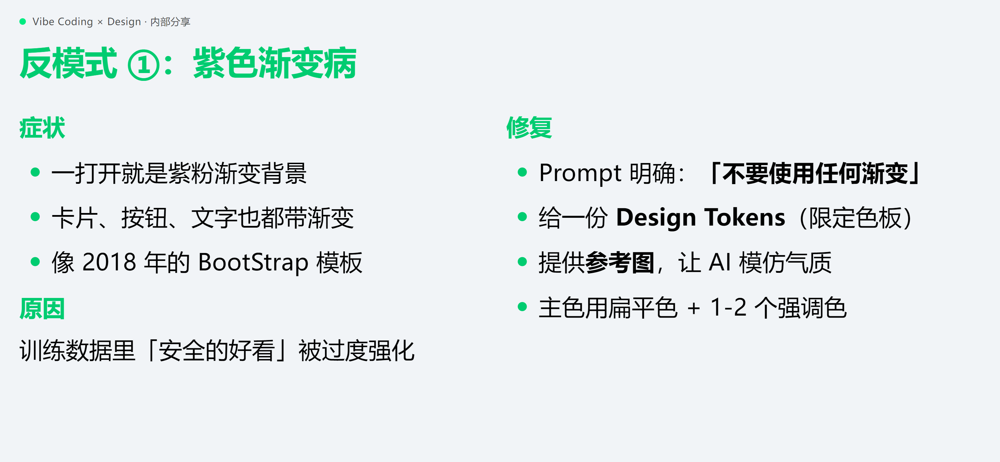 Vibe Coding × Design · 内部分享
反模式 ①：紫色渐变病
症状
一打开就是紫粉渐变背景
卡片、按钮、文字也都带渐变
像 2018 年的 BootStrap 模板
原因
训练数据里「安全的好看」被过度强化
修复
Prompt 明确：「不要使用任何渐变」
给一份 Design Tokens（限定色板）
提供参考图，让 AI 模仿气质
主色用扁平色 + 1-2 个强调色